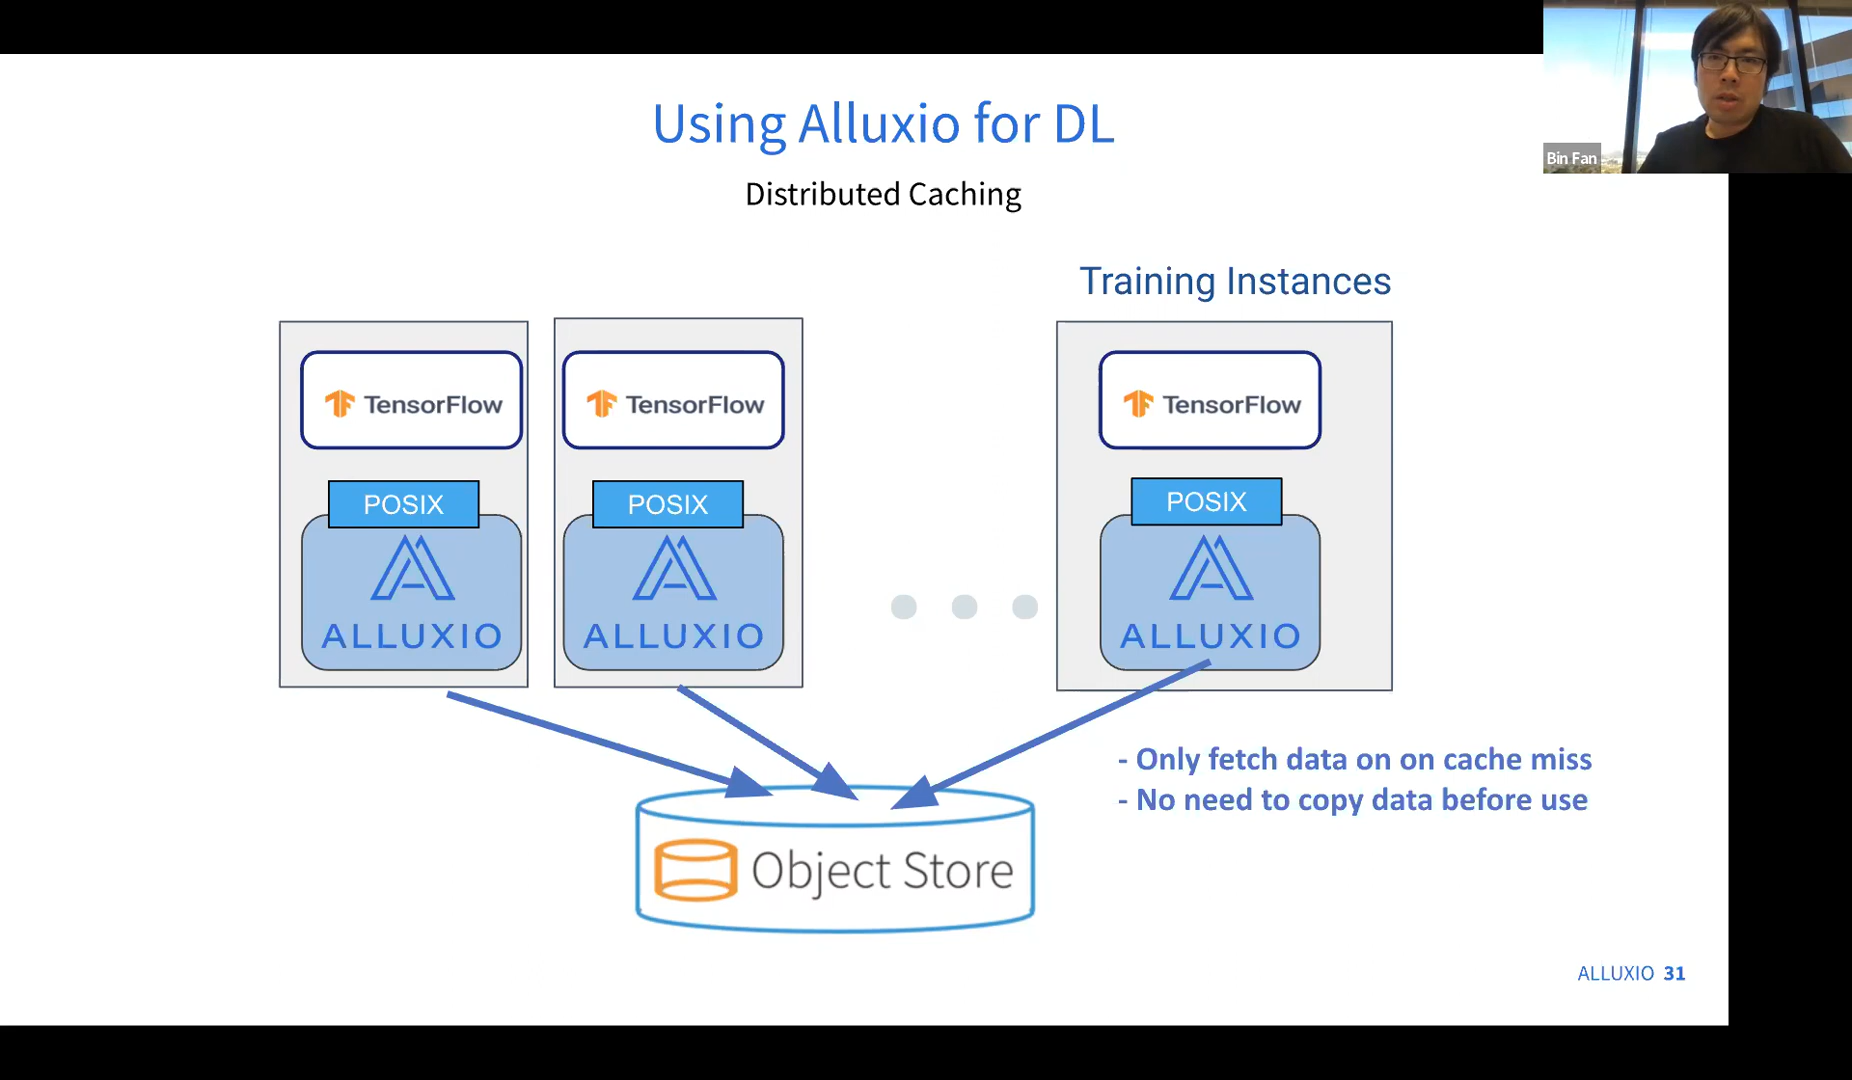 Using Alluxio for DL
Distributed Caching
Bin Fan
Training Instances
TensorFlow
TensorFlow
TensorFlow
POSIX
POSIX
POSIX
ALLUXIO
ALLUXIO
ALLUXIO
- Only fetch data on on cache miss
- No need to copy data before use
Object Store
ALLUXIO 31